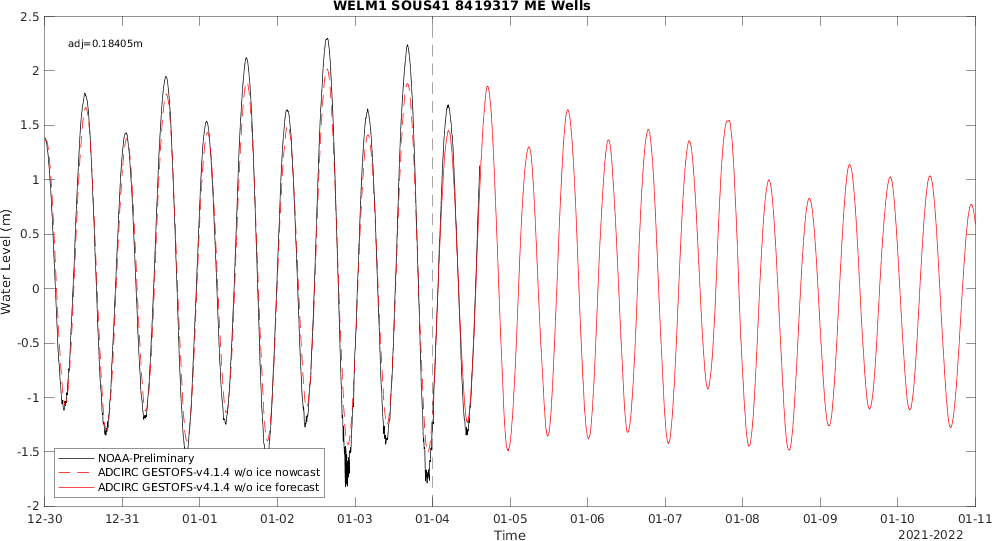 WELM1 SOUS41 8419317 ME Wells
adj=0.18405m
Water Level (m)
2.5
2
1.5
1
0.5
0
-0.5
-1
-1.5
-2
NOAA-Preliminary
ADCIRC GESTOFS-v4.1.4 w/o ice nowcast
ADCIRC GESTOFS-v4.1.4 w/o ice forecast
12-30 12-31 01-01 01-02 01-03 01-04 01-05 01-06 01-07 01-08 01-09 01-10 01-11
Time
2021-2022